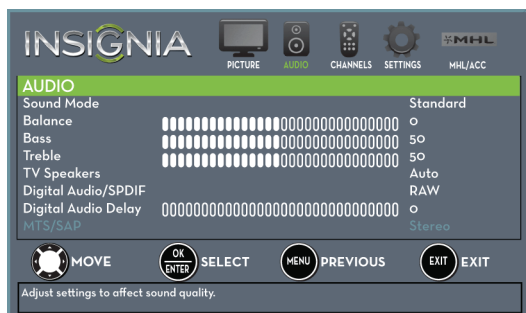 INSIGNIA
PICTURE AUDIO CHANNELS SETTINGS MHL MHL/ACC
AUDIO
Sound Mode Standard
Balance 0
Bass 50
Treble 50
TV Speakers Auto
Digital Audio/SPDIF RAW
Digital Audio Delay 0
MTS/SAP Stereo
MOVE OK ENTER SELECT MENU PREVIOUS EXIT EXIT
Adjust settings to affect sound quality.